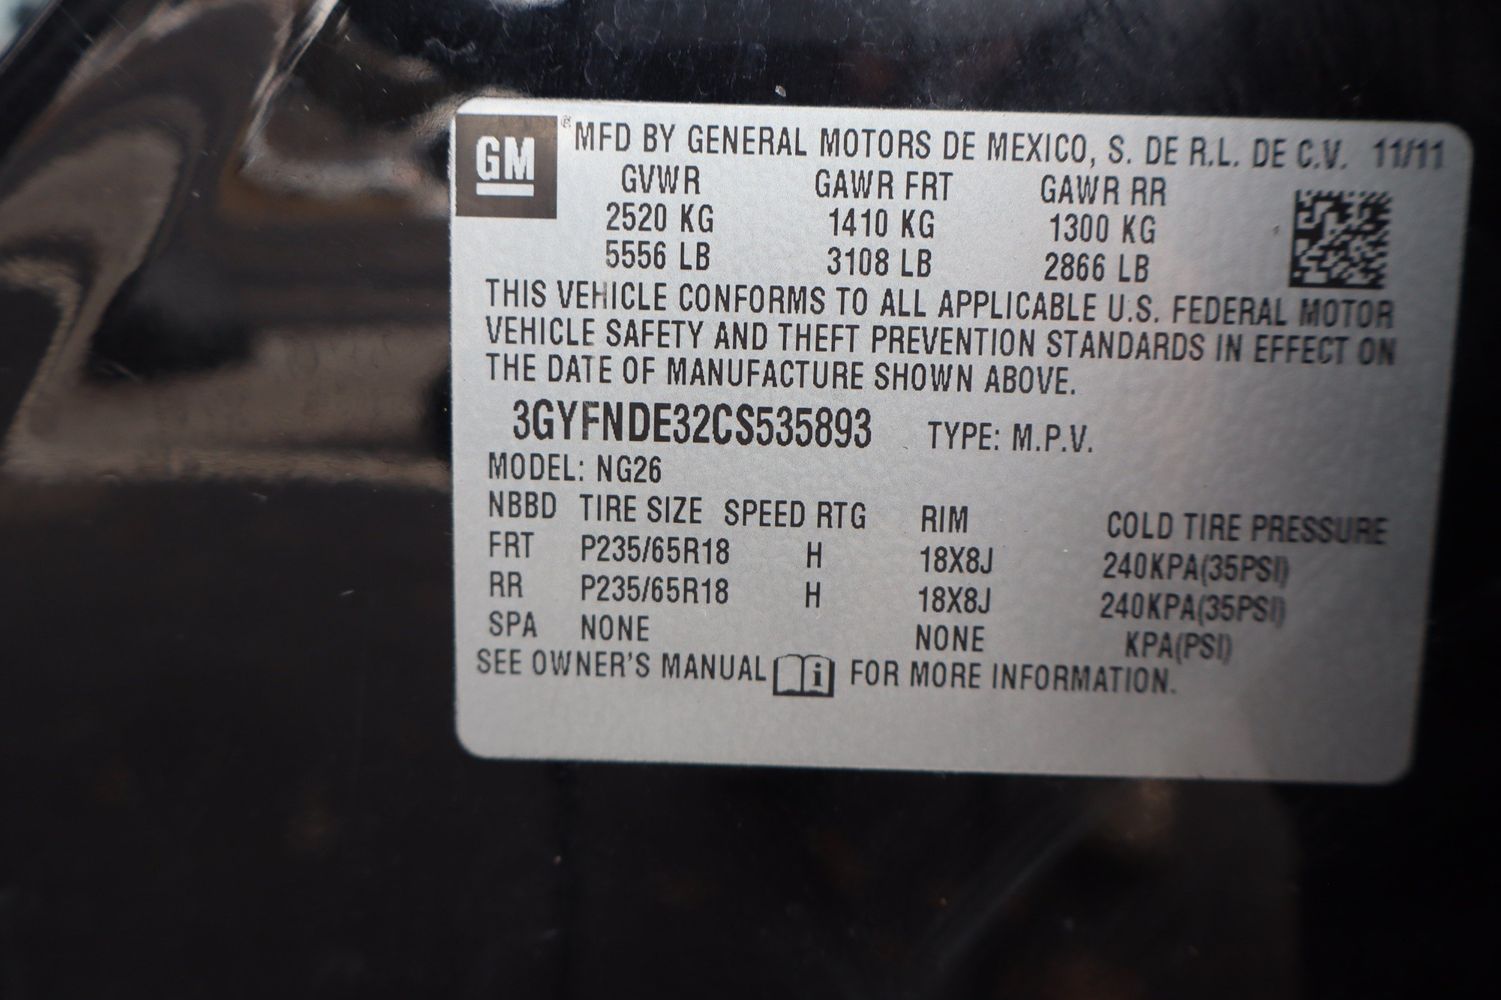 GM ® MFD BY GENERAL MOTORS DE MEXICO, S. DE R.L. DE C.V. 11/11
GVWR GAWR FRT GAWR RR
2520 KG 1410 KG 1300 KG
5556 LB 3108 LB 2866 LB
THIS VEHICLE CONFORMS TO ALL APPLICABLE U.S. FEDERAL MOTOR
VEHICLE SAFETY AND THEFT PREVENTION STANDARDS IN EFFECT ON
THE DATE OF MANUFACTURE SHOWN ABOVE.
3GYFNDE32CS535893 TYPE: M.P.V.
MODEL: NG26
NBBD TIRE SIZE SPEED RTG RIM COLD TIRE PRESSURE
FRT P235/65R18 H 18X8J 240KPA(35PSI)
RR P235/65R18 H 18X8J 240KPA(35PSI)
SPA NONE NONE KPA(PSI)
SEE OWNER'S MANUAL i FOR MORE INFORMATION.